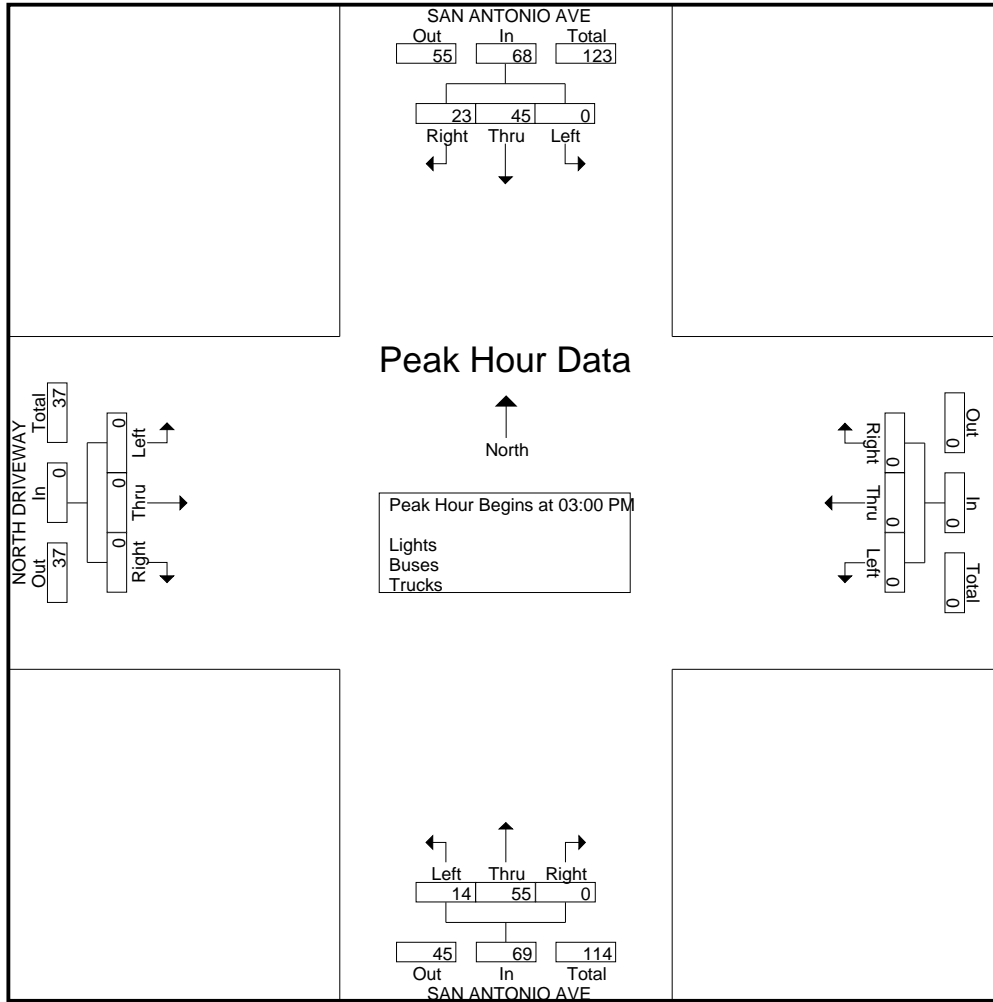 SAN ANTONIO AVE
Out In Total
55 68 123
23 45 0
Right Thru Left
Peak Hour Data
North
Peak Hour Begins at 03:00 PM
Lights
Buses
Trucks
NORTH DRIVEWAY
Out In Total
37 0 37
Right Thru Left
0 0 0
Out In Total
0 0 0
Right Thru Left
0 0 0
Left Thru Right
14 55 0
45 69 114
Out In Total
SAN ANTONIO AVE